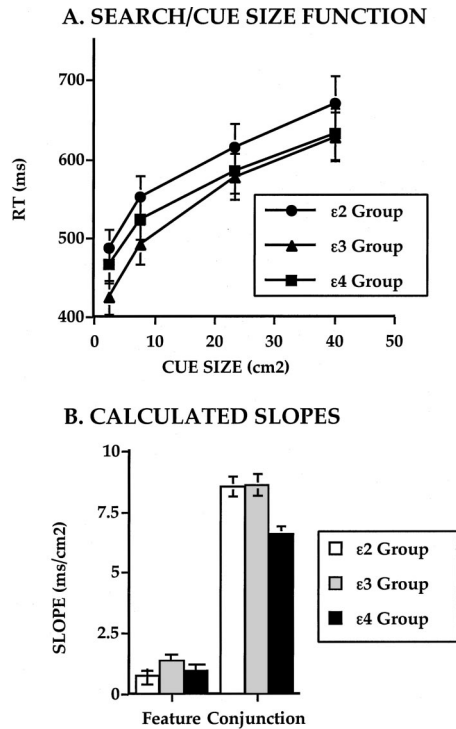 A. SEARCH/CUE SIZE FUNCTION
700
600
500
400
RT (ms)
ε2 Group
ε3 Group
ε4 Group
0 10 20 30 40 50
CUE SIZE (cm2)
B. CALCULATED SLOPES
10
7.5
5
2.5
0
SLOPE (ms/cm2)
ε2 Group
ε3 Group
ε4 Group
Feature Conjunction